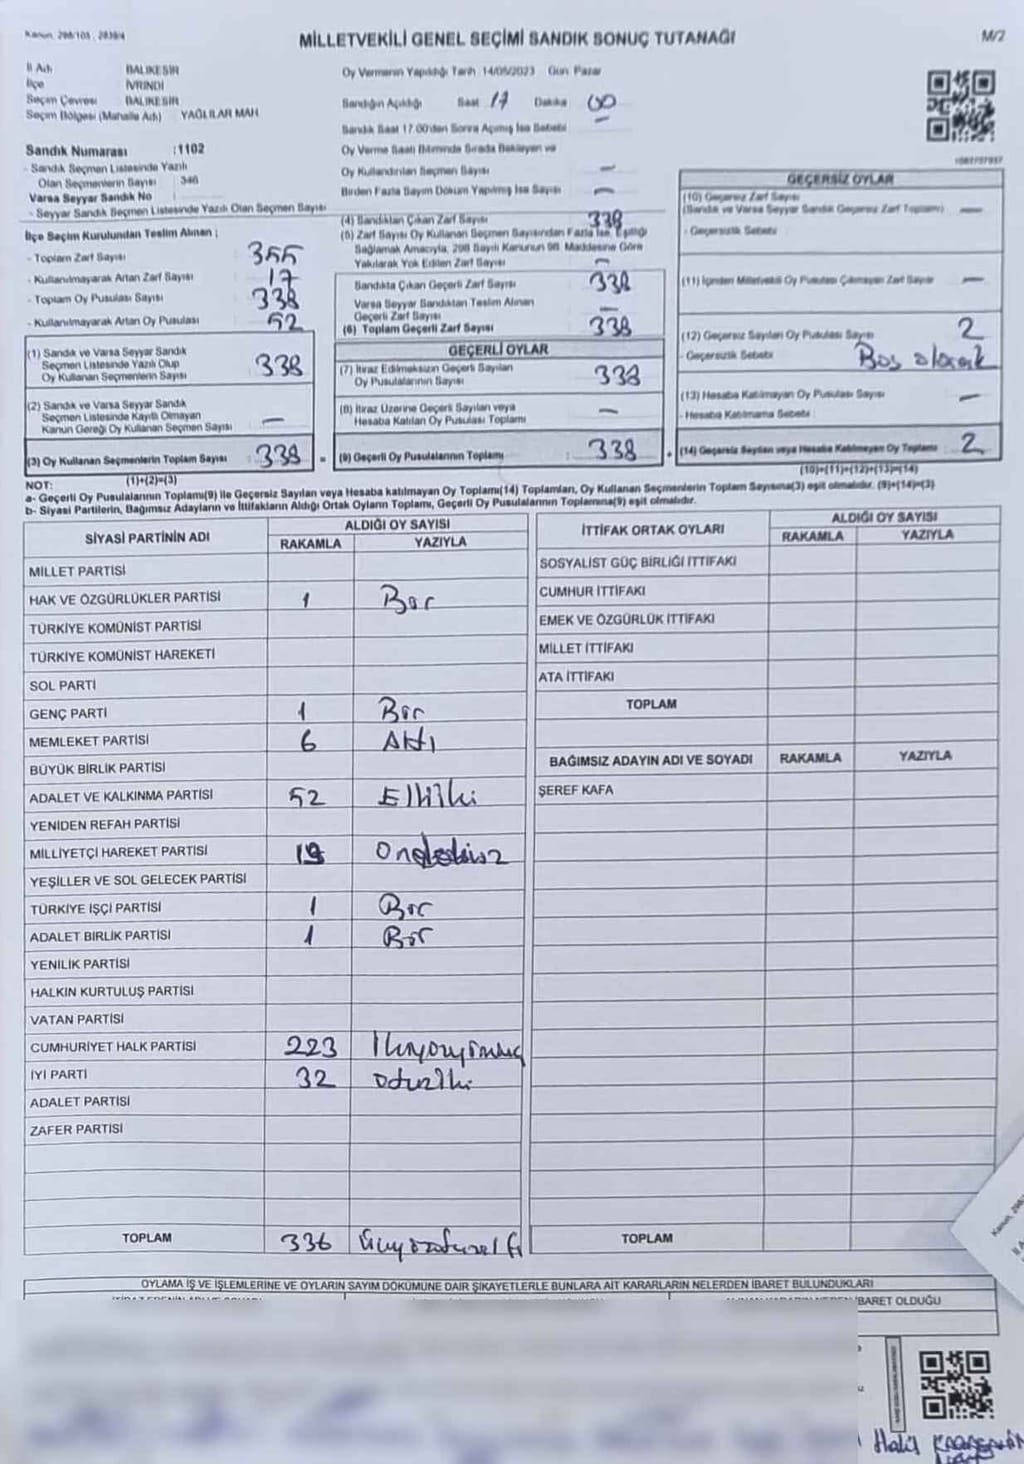 Kanun, 298/105 ; 2839/4
MİLLETVEKİLİ GENEL SEÇİMİ SANDIK SONUÇ TUTANAĞI
M/2
İl Adı BALIKESİR
İlçe İVRİNDİ
Seçim Çevresi BALIKESİR
Seçim Bölgesi (Mahalle Adı) YAĞLILAR MAH
Sandık Numarası :1102
- Sandık Seçmen Listesinde Yazılı
Olan Seçmenlerin Sayısı 346
Varsa Seyyar Sandık No
- Seyyar Sandık Seçmen Listesinde Yazılı Olan Seçmen Sayısı
İlçe Seçim Kurulundan Teslim Alınan ;
- Toplam Zarf Sayısı 355
- Kullanılmayarak Artan Zarf Sayısı 17
- Toplam Oy Pusulası Sayısı 338
- Kullanılmayarak Artan Oy Pusulası 52
(1) Sandık ve Varsa Seyyar Sandık
Seçmen Listesinde Yazılı Olup
Oy Kullanan Seçmenlerin Sayısı 338
(2) Sandık ve Varsa Seyyar Sandık
Seçmen Listesinde Kayıtlı Olmayan
Kanun Gereği Oy Kullanan Seçmen Sayısı —
(3) Oy Kullanan Seçmenlerin Toplam Sayısı : 338 =
(1)+(2)=(3)
Oy Vermenin Yapıldığı Tarih 14/05/2023 Gün Pazar
Sandığın Açıldığı Saat 17 Dakika 00
Sandık Saat 17.00'den Sonra Açılmış İse Sebebi
Oy Verme Saati Bitiminde Sırada Bekleyen ve
Oy Kullandırılan Seçmen Sayısı —
Birden Fazla Sayım Döküm Yapılmış İse Sayısı —
(4) Sandıktan Çıkan Zarf Sayısı 338
(5) Zarf Sayısı Oy Kullanan Seçmen Sayısından Fazla İse, Eşitliği
Sağlamak Amacıyla, 298 Sayılı Kanunun 98. Maddesine Göre
Yakılarak Yok Edilen Zarf Sayısı —
Sandıkta Çıkan Geçerli Zarf Sayısı 338
Varsa Seyyar Sandıktan Teslim Alınan
Geçerli Zarf Sayısı —
(6) Toplam Geçerli Zarf Sayısı 338
GEÇERLİ OYLAR
(7) İtiraz Edilmeksizin Geçerli Sayılan
Oy Pusulalarının Sayısı 338
(8) İtiraz Üzerine Geçerli Sayılan veya
Hesaba Katılan Oy Pusulası Toplamı —
(9) Geçerli Oy Pusulalarının Toplamı : 338 +
GEÇERSİZ OYLAR
(10) Geçersiz Zarf Sayısı
(Sandık ve Varsa Seyyar Sandık Geçersiz Zarf Toplamı) —
- Geçersizlik Sebebi
(11) İçinden Milletvekili Oy Pusulası Çıkmayan Zarf Sayısı —
(12) Geçersiz Sayılan Oy Pusulası Sayısı 2
- Geçersizlik Sebebi Boş olarak
(13) Hesaba Katılmayan Oy Pusulası Sayısı —
- Hesaba Katılmama Sebebi
(14) Geçersiz Sayılan veya Hesaba Katılmayan Oy Toplamı 2
(10)+(11)+(12)+(13)=(14)
NOT:
a- Geçerli Oy Pusulalarının Toplamı(9) ile Geçersiz Sayılan veya Hesaba katılmayan Oy Toplamı(14) Toplamları, Oy Kullanan Seçmenlerin Toplam Sayısına(3) eşit olmalıdır. (9)+(14)=(3)
b- Siyasi Partilerin, Bağımsız Adayların ve İttifakların Aldığı Ortak Oyların Toplamı, Geçerli Oy Pusulalarının Toplamına(9) eşit olmalıdır.
SİYASİ PARTİNİN ADI ALDIĞI OY SAYISI
RAKAMLA YAZIYLA
MİLLET PARTİSİ
HAK VE ÖZGÜRLÜKLER PARTİSİ 1 Bir
TÜRKİYE KOMÜNİST PARTİSİ
TÜRKİYE KOMÜNİST HAREKETİ
SOL PARTİ
GENÇ PARTİ 1 Bir
MEMLEKET PARTİSİ 6 Altı
BÜYÜK BİRLİK PARTİSİ
ADALET VE KALKINMA PARTİSİ 52 Elliiki
YENİDEN REFAH PARTİSİ
MİLLİYETÇİ HAREKET PARTİSİ
YEŞİLLER VE SOL GELECEK PARTİSİ
TÜRKİYE İŞÇİ PARTİSİ 1 Bir
ADALET BİRLİK PARTİSİ 1 Bir
YENİLİK PARTİSİ
HALKIN KURTULUŞ PARTİSİ
VATAN PARTİSİ
CUMHURİYET HALK PARTİSİ 223 İkiyüzyirmiüç
İYİ PARTİ 32 otuziki
ADALET PARTİSİ
ZAFER PARTİSİ
TOPLAM 336 Üçyüzotuzaltı
İTTİFAK ORTAK OYLARI ALDIĞI OY SAYISI
RAKAMLA YAZIYLA
SOSYALİST GÜÇ BİRLİĞİ İTTİFAKI
CUMHUR İTTİFAKI
EMEK VE ÖZGÜRLÜK İTTİFAKI
MİLLET İTTİFAKI
ATA İTTİFAKI
TOPLAM
BAĞIMSIZ ADAYIN ADI VE SOYADI RAKAMLA YAZIYLA
ŞEREF KAFA
TOPLAM
OYLAMA İŞ VE İŞLEMLERİNE VE OYLARIN SAYIM DÖKÜMÜNE DAİR ŞİKAYETLERLE BUNLARA AİT KARARLARIN NELERDEN İBARET BULUNDUKLARI
İBARET OLDUĞU
Halil
Kanun, 298/